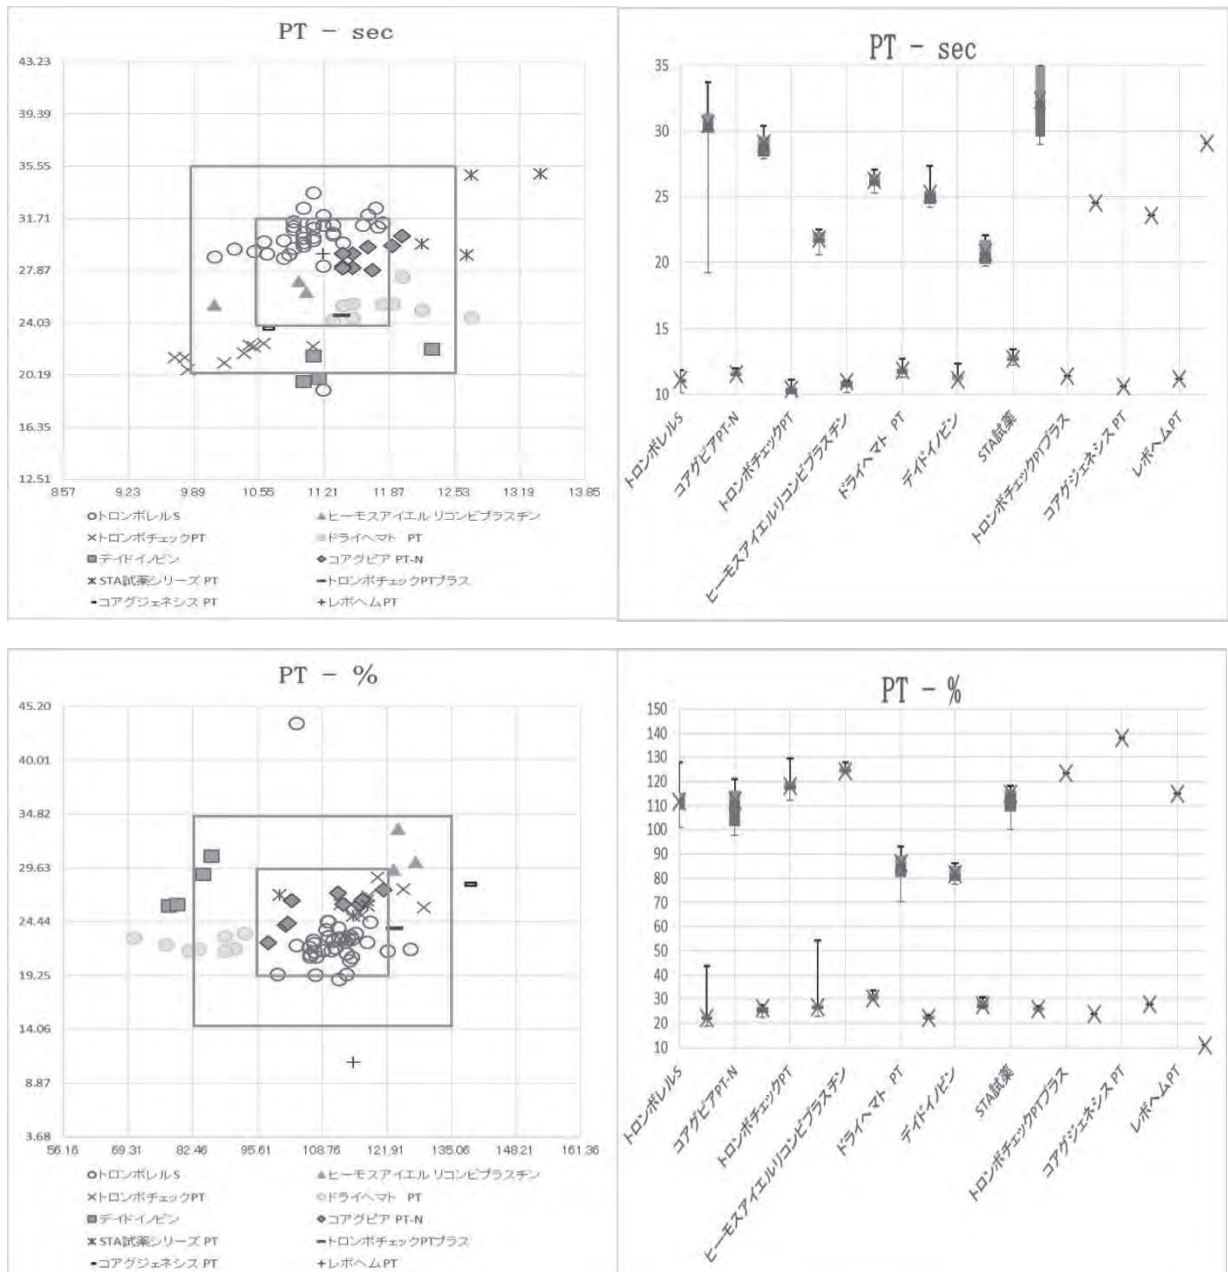 PT - sec
43.23
39.39
35.55
31.71
27.87
24.03
20.19
16.35
12.51
8.57 9.23 9.89 10.55 11.21 11.87 12.53 13.19 13.85
トロンボレルS ヒーモスアイエル リコンビプラスチン
トロンボチェックPT ドライヘマト PT
デイドイノビン コアグピア PT-N
STA試薬シリーズ PT トロンボチェックPTプラス
コアグジェネシス PT レボヘムPT
PT - sec
35
30
25
20
15
10
トロンボレルS
コアグピアPT-N
トロンボチェックPT
ヒーモスアイエルリコンビプラスチン
ドライヘマト PT
デイドイノビン
STA試薬
トロンボチェックPTプラス
コアグジェネシス PT
レボヘムPT
PT - %
45.20
40.01
34.82
29.63
24.44
19.25
14.06
8.87
3.68
56.16 69.31 82.46 95.61 108.76 121.91 135.06 148.21 161.36
トロンボレルS ヒーモスアイエル リコンビプラスチン
トロンボチェックPT ドライヘマト PT
デイドイノビン コアグピア PT-N
STA試薬シリーズ PT トロンボチェックPTプラス
コアグジェネシス PT レボヘムPT
PT - %
150
140
130
120
110
100
90
80
70
60
50
40
30
20
10
トロンボレルS
コアグピアPT-N
トロンボチェックPT
ヒーモスアイエルリコンビプラスチン
ドライヘマト PT
デイドイノビン
STA試薬
トロンボチェックPTプラス
コアグジェネシス PT
レボヘムPT